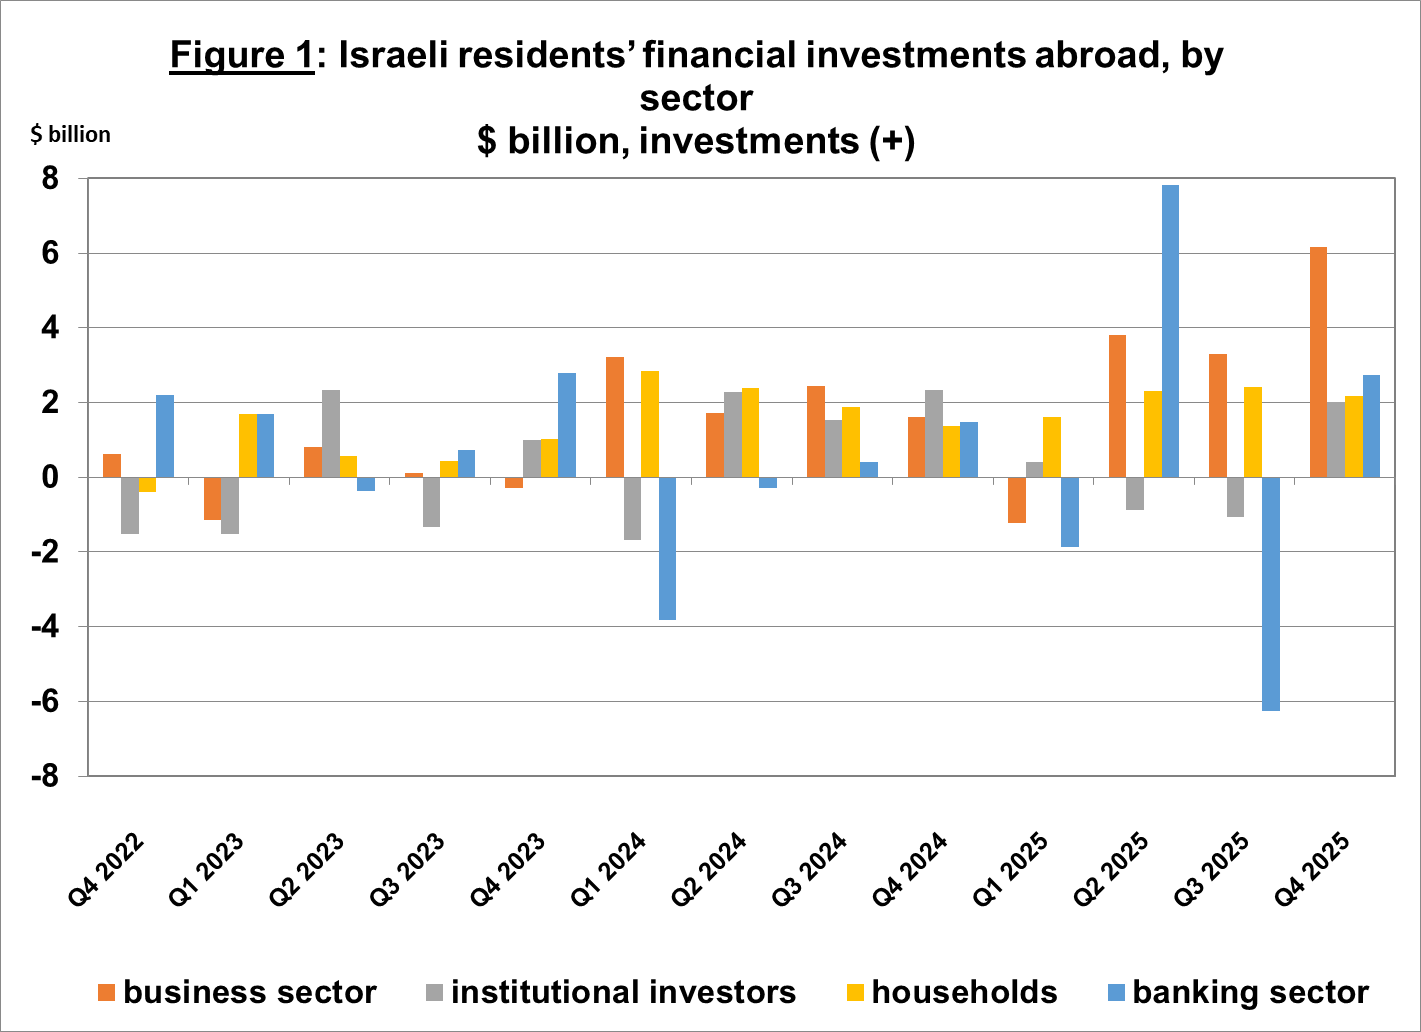 Figure 1: Israeli residents’ financial investments abroad, by
sector
$ billion, investments (+)
$ billion
8
6
4
2
0
-2
-4
-6
-8
Q4 2022
Q1 2023
Q2 2023
Q3 2023
Q4 2023
Q1 2024
Q2 2024
Q3 2024
Q4 2024
Q1 2025
Q2 2025
Q3 2025
Q4 2025
business sector
institutional investors
households
banking sector